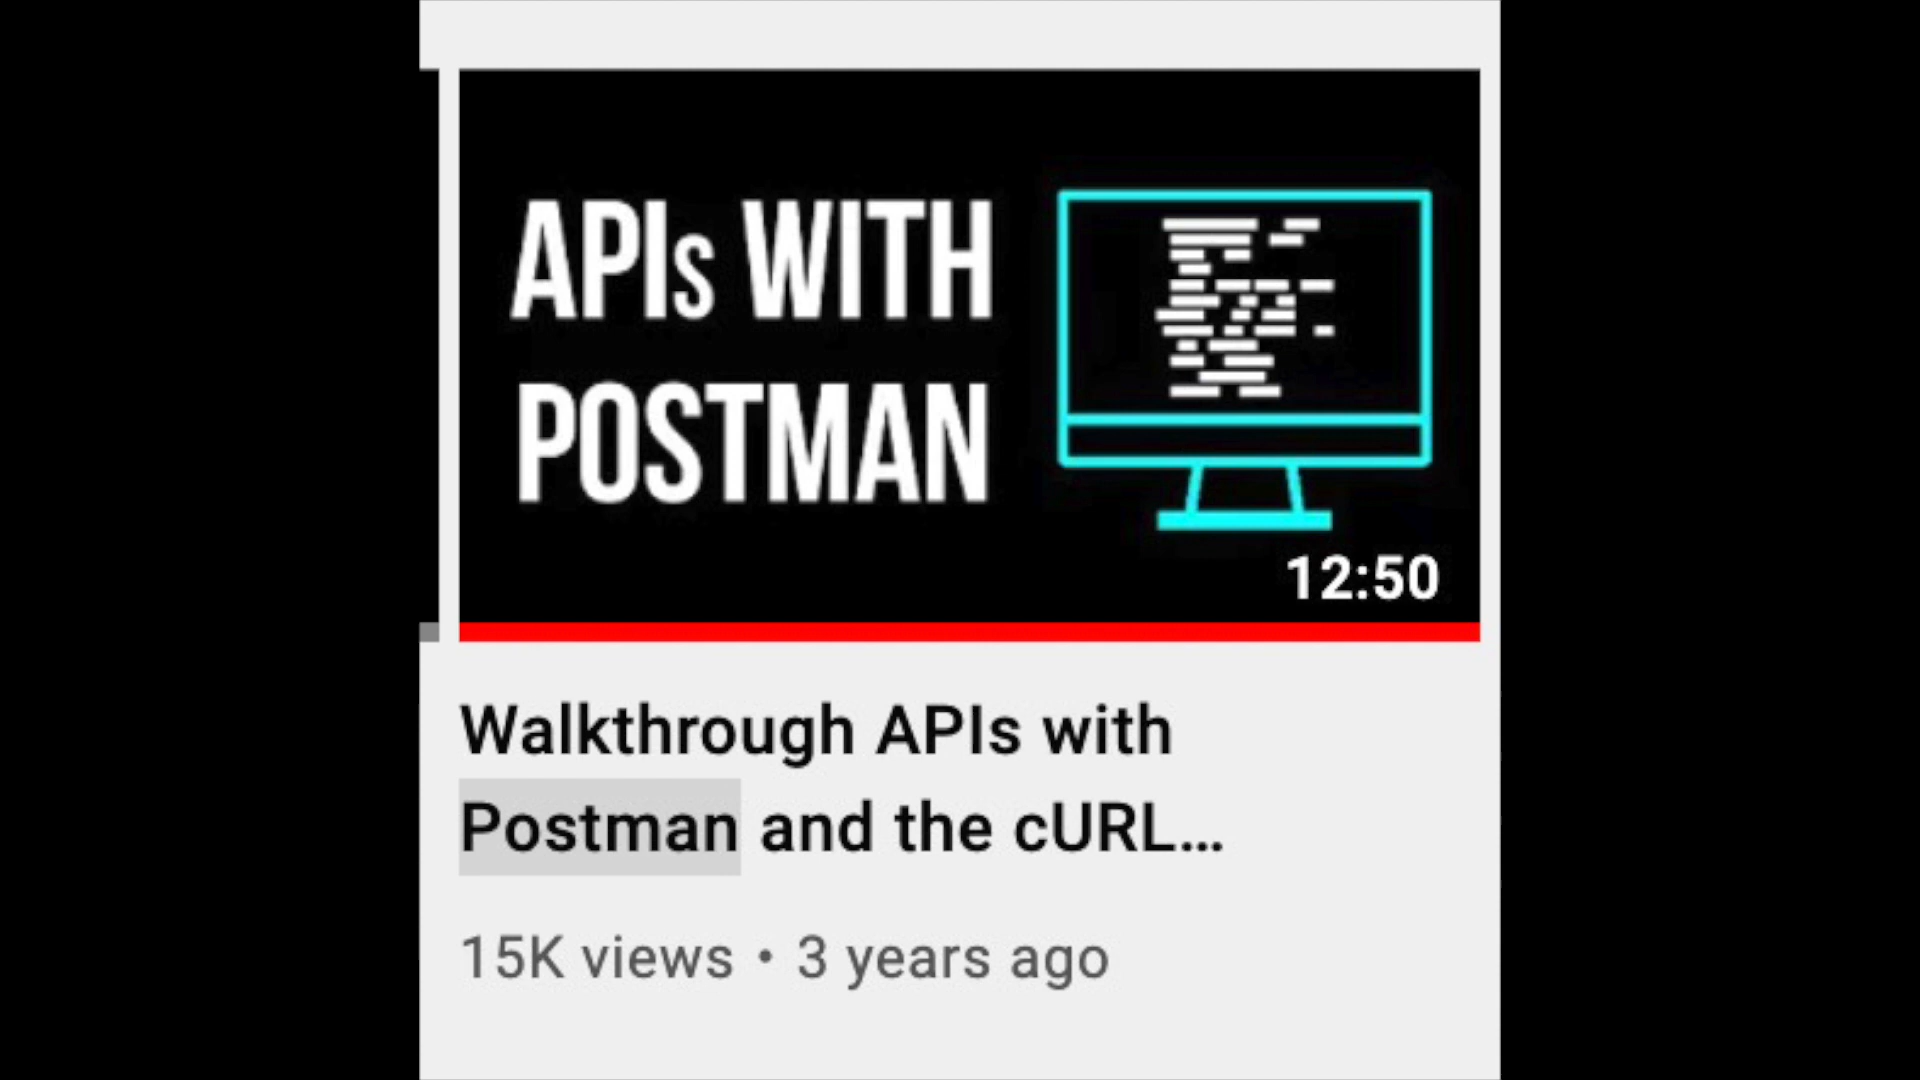 APIs WITH
POSTMAN
12:50
Walkthrough APIs with
Postman and the cURL...
15K views • 3 years ago